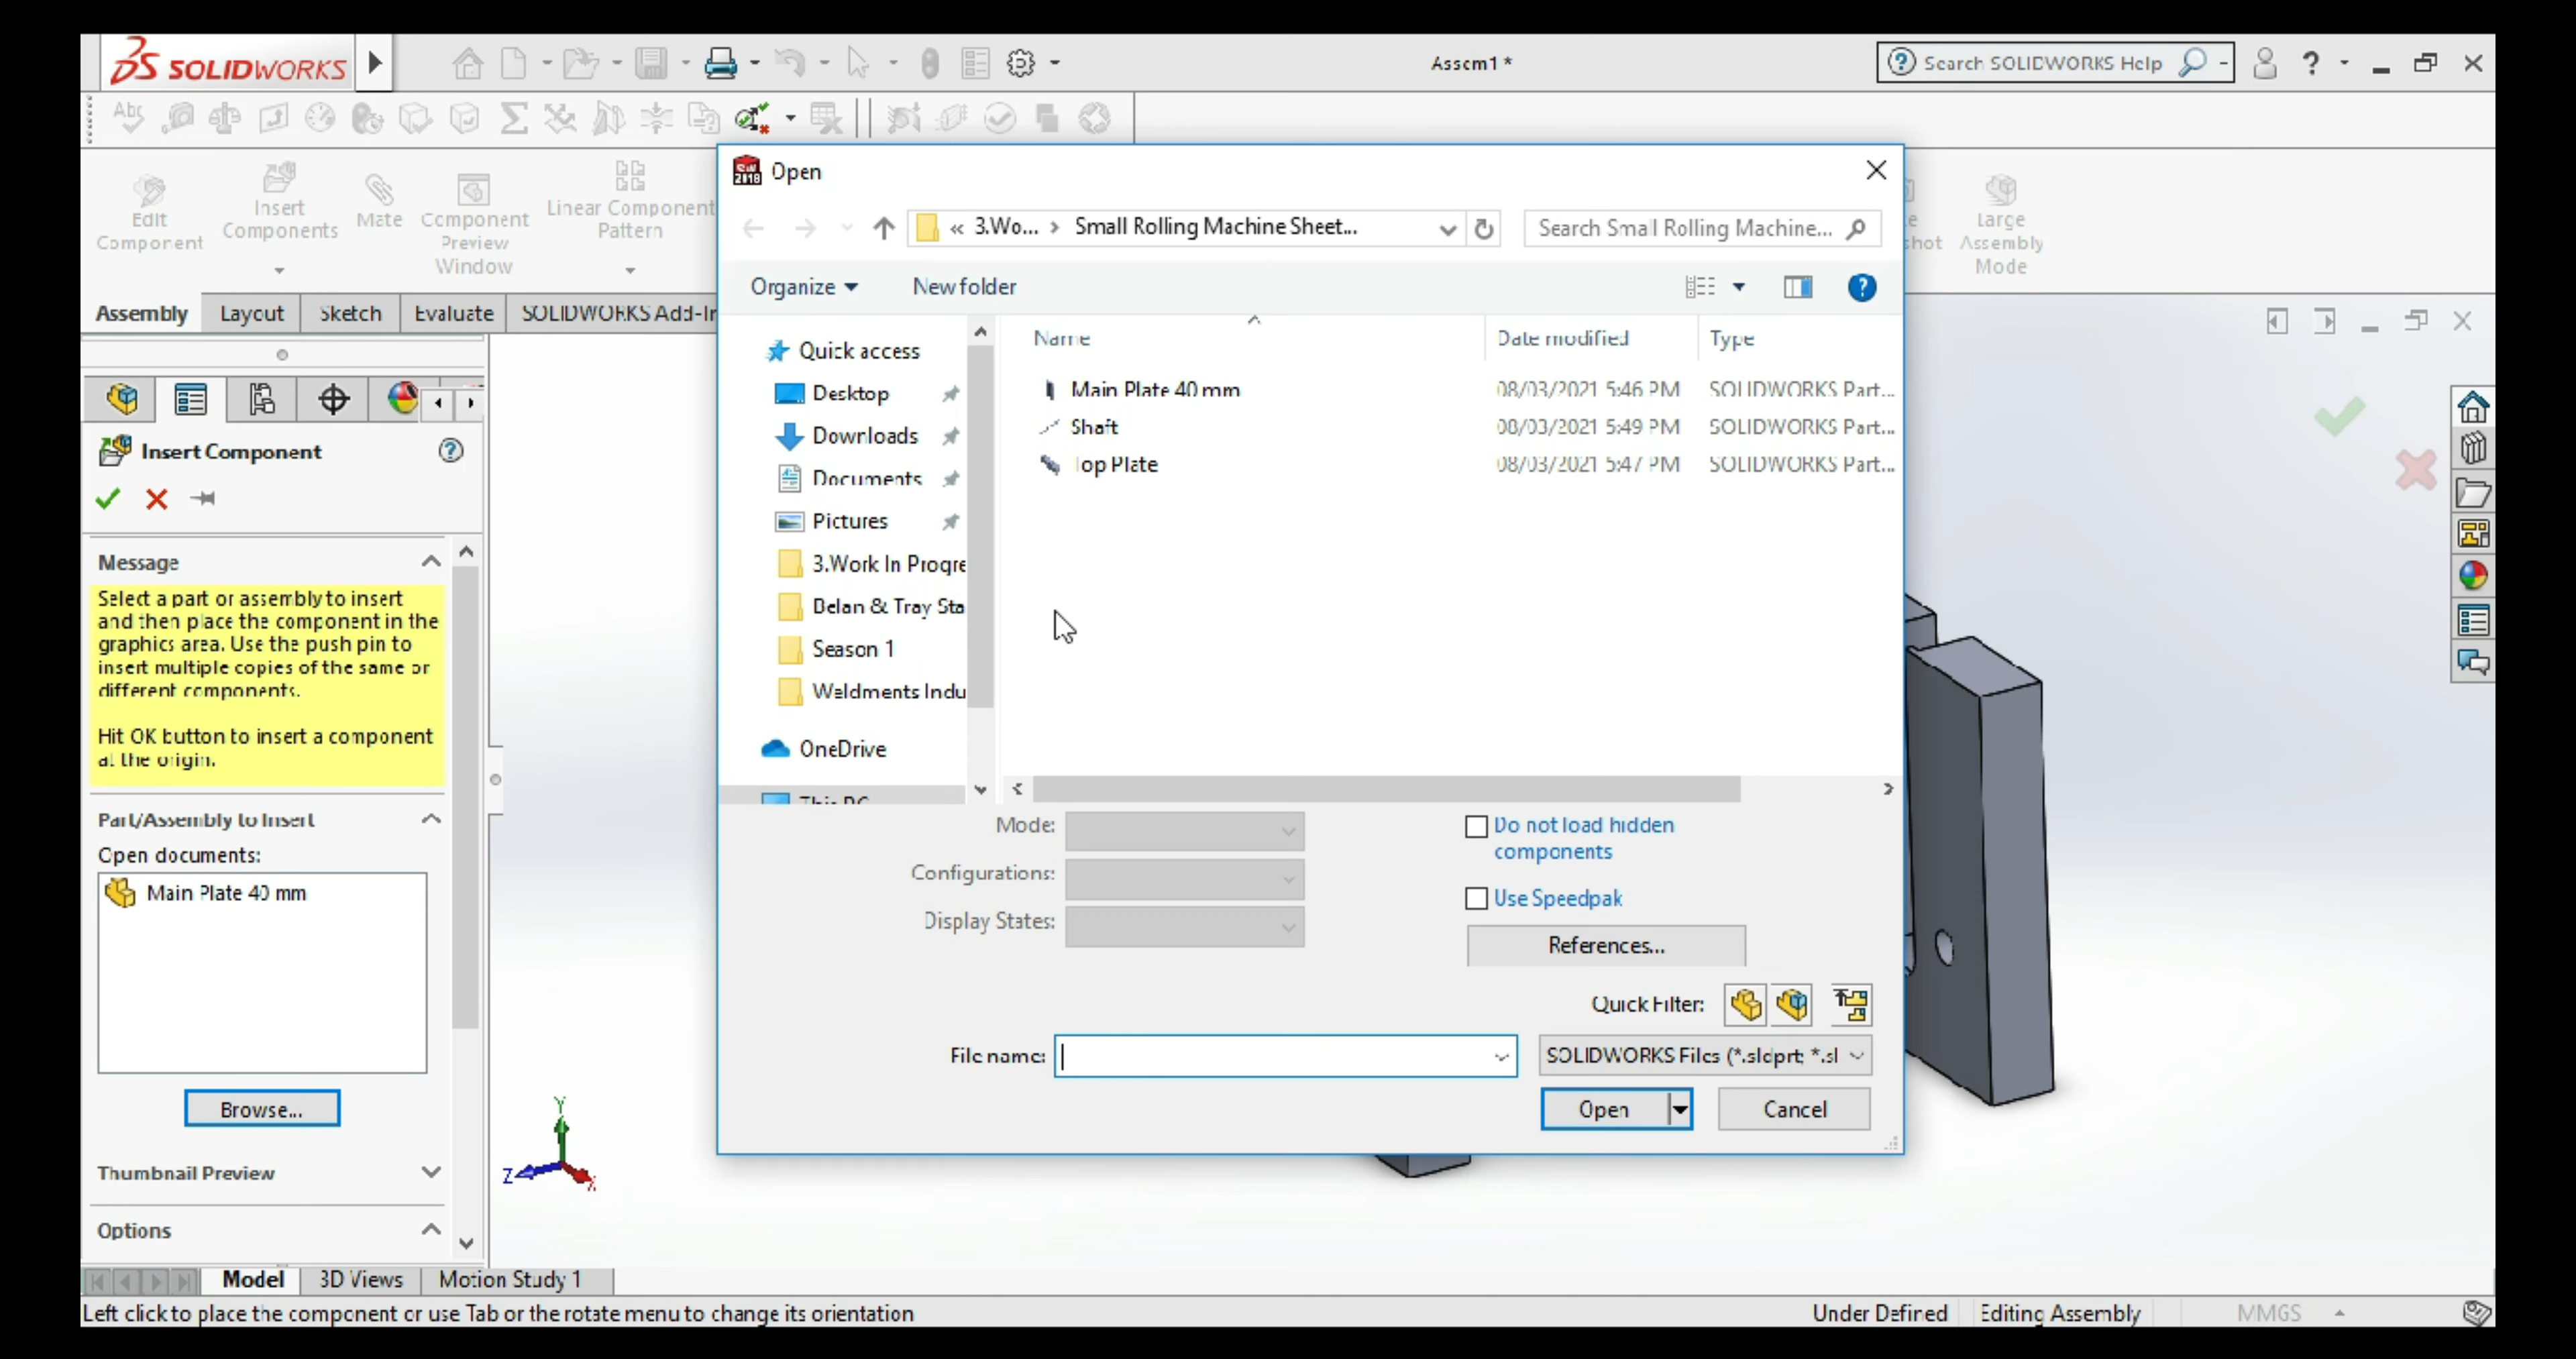 SOLIDWORKS
Assem1 *
Search SOLIDWORKS Help
Abc
Edit
Component
Insert
Components
Mate
Component
Preview
Window
Linear Component
Pattern
Large
Assembly
Mode
Assembly
Layout
Sketch
Evaluate
SOLIDWORKS Add-In
Insert Component
Message
Select a part or assembly to insert
and then place the component in the
graphics area. Use the push pin to
insert multiple copies of the same or
different components.
Hit OK button to insert a component
at the origin.
Part/Assembly to Insert
Open documents:
Main Plate 40 mm
Browse...
Thumbnail Preview
Options
Open
« 3.Wo... › Small Rolling Machine Sheet...
Search Small Rolling Machine...
Organize
New folder
Quick access
Desktop
Downloads
Documents
Pictures
3.Work In Progre
Belan & Tray Sta
Season 1
Weldments Indu
OneDrive
This PC
Name
Date modified
Type
Main Plate 40 mm
08/03/2021 5:46 PM
SOLIDWORKS Part...
Shaft
08/03/2021 5:49 PM
SOLIDWORKS Part...
Top Plate
08/03/2021 5:47 PM
SOLIDWORKS Part...
Mode:
Configurations:
Display States:
Do not load hidden
components
Use Speedpak
References...
Quick Filter:
File name:
SOLIDWORKS Files (*.sldprt; *.sl
Open
Cancel
Y
Z
X
Model
3D Views
Motion Study 1
Left click to place the component or use Tab or the rotate menu to change its orientation
Under Defined
Editing Assembly
MMGS